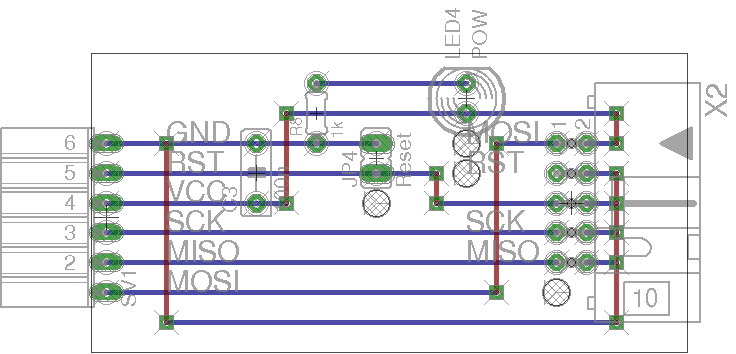 LED4
POW
X2
6
GND
R8
1k
1
2
MOSI
5
RST
JP4
Reset
RST
4
VCC
C3
3
SCK
SCK
2
MISO
MISO
SV1
MOSI
10